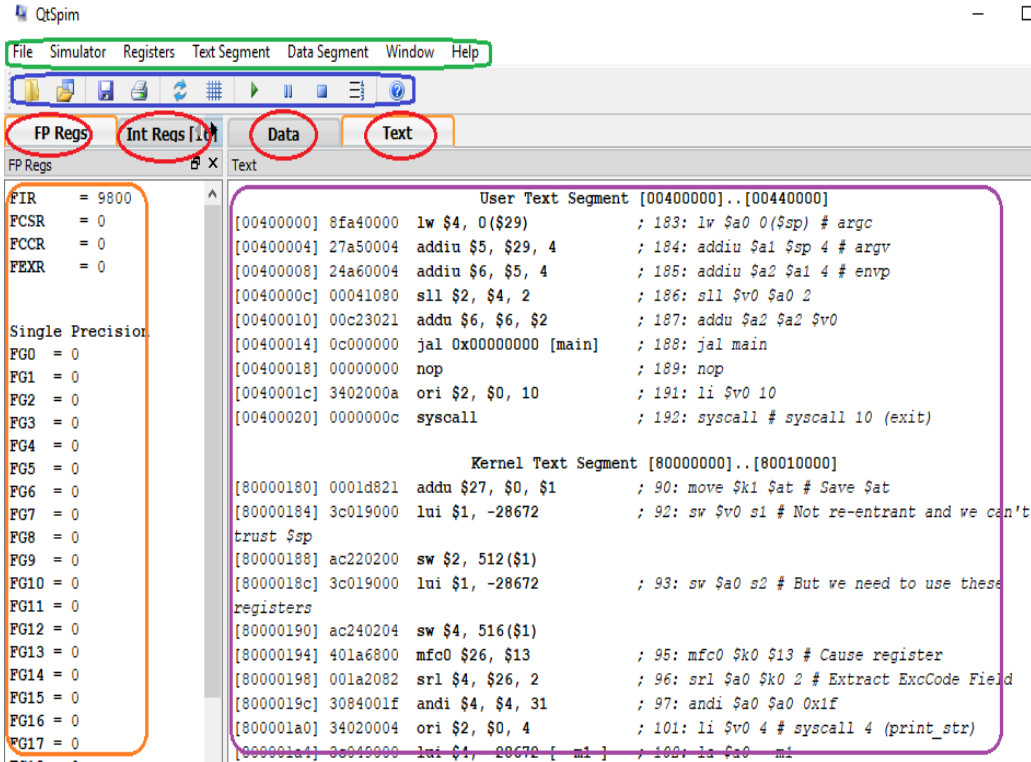 QtSpim
File Simulator Registers Text Segment Data Segment Window Help
FP Regs Int Regs [16] Data Text
FP Regs
FIR = 9800
FCSR = 0
FCCR = 0
FEXR = 0
Single Precision
FG0 = 0
FG1 = 0
FG2 = 0
FG3 = 0
FG4 = 0
FG5 = 0
FG6 = 0
FG7 = 0
FG8 = 0
FG9 = 0
FG10 = 0
FG11 = 0
FG12 = 0
FG13 = 0
FG14 = 0
FG15 = 0
FG16 = 0
FG17 = 0
Text
User Text Segment [00400000]..[00440000]
[00400000] 8fa40000 lw $4, 0($29) ; 183: lw $a0 0($sp) # argc
[00400004] 27a50004 addiu $5, $29, 4 ; 184: addiu $a1 $sp 4 # argv
[00400008] 24a60004 addiu $6, $5, 4 ; 185: addiu $a2 $a1 4 # envp
[0040000c] 00041080 sll $2, $4, 2 ; 186: sll $v0 $a0 2
[00400010] 00c23021 addu $6, $6, $2 ; 187: addu $a2 $a2 $v0
[00400014] 0c000000 jal 0x00000000 [main] ; 188: jal main
[00400018] 00000000 nop ; 189: nop
[0040001c] 3402000a ori $2, $0, 10 ; 191: li $v0 10
[00400020] 0000000c syscall ; 192: syscall # syscall 10 (exit)
Kernel Text Segment [80000000]..[80010000]
[80000180] 0001d821 addu $27, $0, $1 ; 90: move $k1 $at # Save $at
[80000184] 3c019000 lui $1, -28672 ; 92: sw $v0 s1 # Not re-entrant and we can't
trust $sp
[80000188] ac220200 sw $2, 512($1)
[8000018c] 3c019000 lui $1, -28672 ; 93: sw $a0 s2 # But we need to use these
registers
[80000190] ac240204 sw $4, 516($1)
[80000194] 401a6800 mfc0 $26, $13 ; 95: mfc0 $k0 $13 # Cause register
[80000198] 001a2082 srl $4, $26, 2 ; 96: srl $a0 $k0 2 # Extract ExcCode Field
[8000019c] 3084001f andi $4, $4, 31 ; 97: andi $a0 $a0 0x1f
[800001a0] 34020004 ori $2, $0, 4 ; 101: li $v0 4 # syscall 4 (print_str)
[800001a4] 3c049000 lui $4, -28672 [__m1_] ; 102: la $a0 __m1_